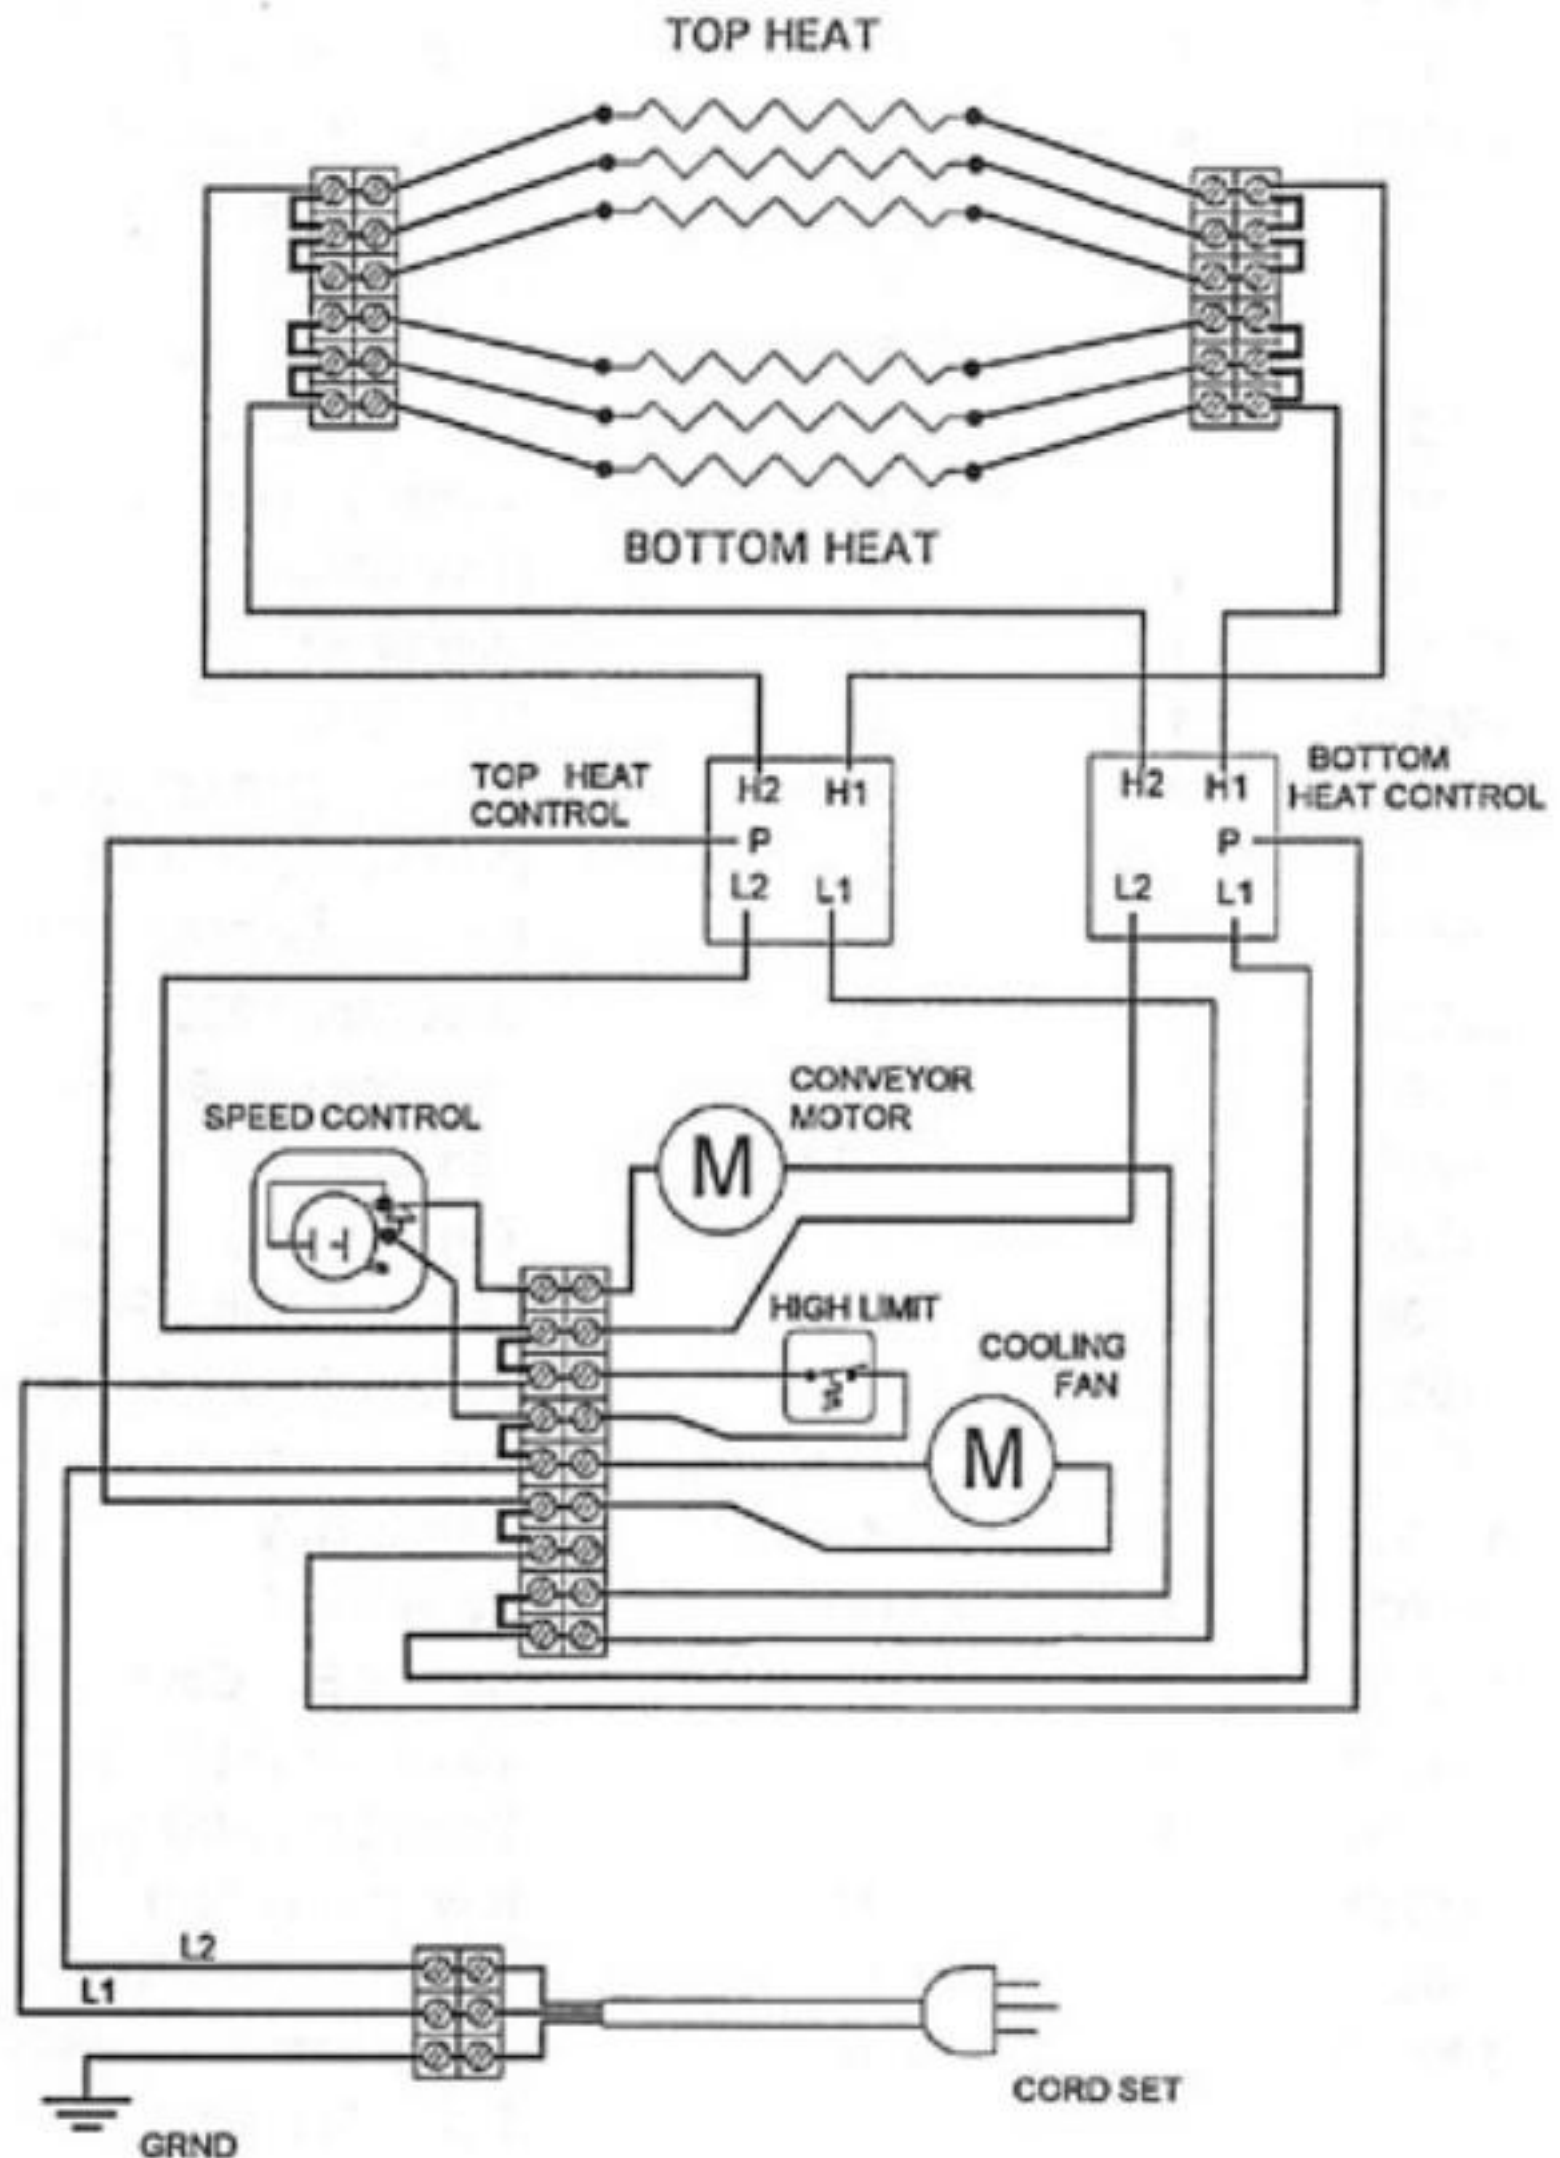 TOP HEAT
BOTTOM HEAT
TOP HEAT
CONTROL
H2 H1
P
L2 L1
H2 H1
P
L2 L1
BOTTOM
HEAT CONTROL
SPEED CONTROL
CONVEYOR
MOTOR
M
HIGH LIMIT
COOLING
FAN
M
L2
L1
GRND
CORD SET